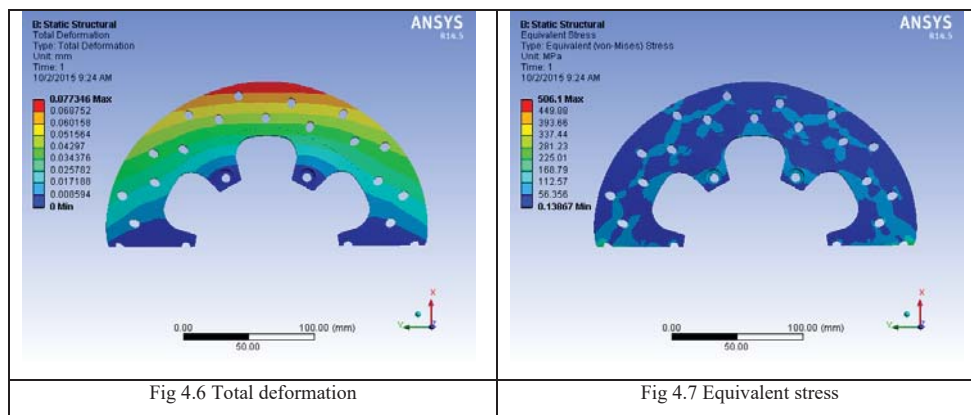 B: Static Structural
Total Deformation
Type: Total Deformation
Unit: mm
Time: 1
10/2/2015 9:24 AM
ANSYS
R14.5
0.077346 Max
0.068752
0.060158
0.051564
0.04297
0.034376
0.025782
0.017188
0.008594
0 Min
0.00
100.00 (mm)
50.00
X
Y
Z
Fig 4.6 Total deformation
B: Static Structural
Equivalent Stress
Type: Equivalent (von-Mises) Stress
Unit: MPa
Time: 1
10/2/2015 9:24 AM
ANSYS
R14.5
506.1 Max
449.88
393.66
337.44
281.23
225.01
168.79
112.57
56.356
0.13867 Min
0.00
100.00 (mm)
50.00
X
Y
Z
Fig 4.7 Equivalent stress